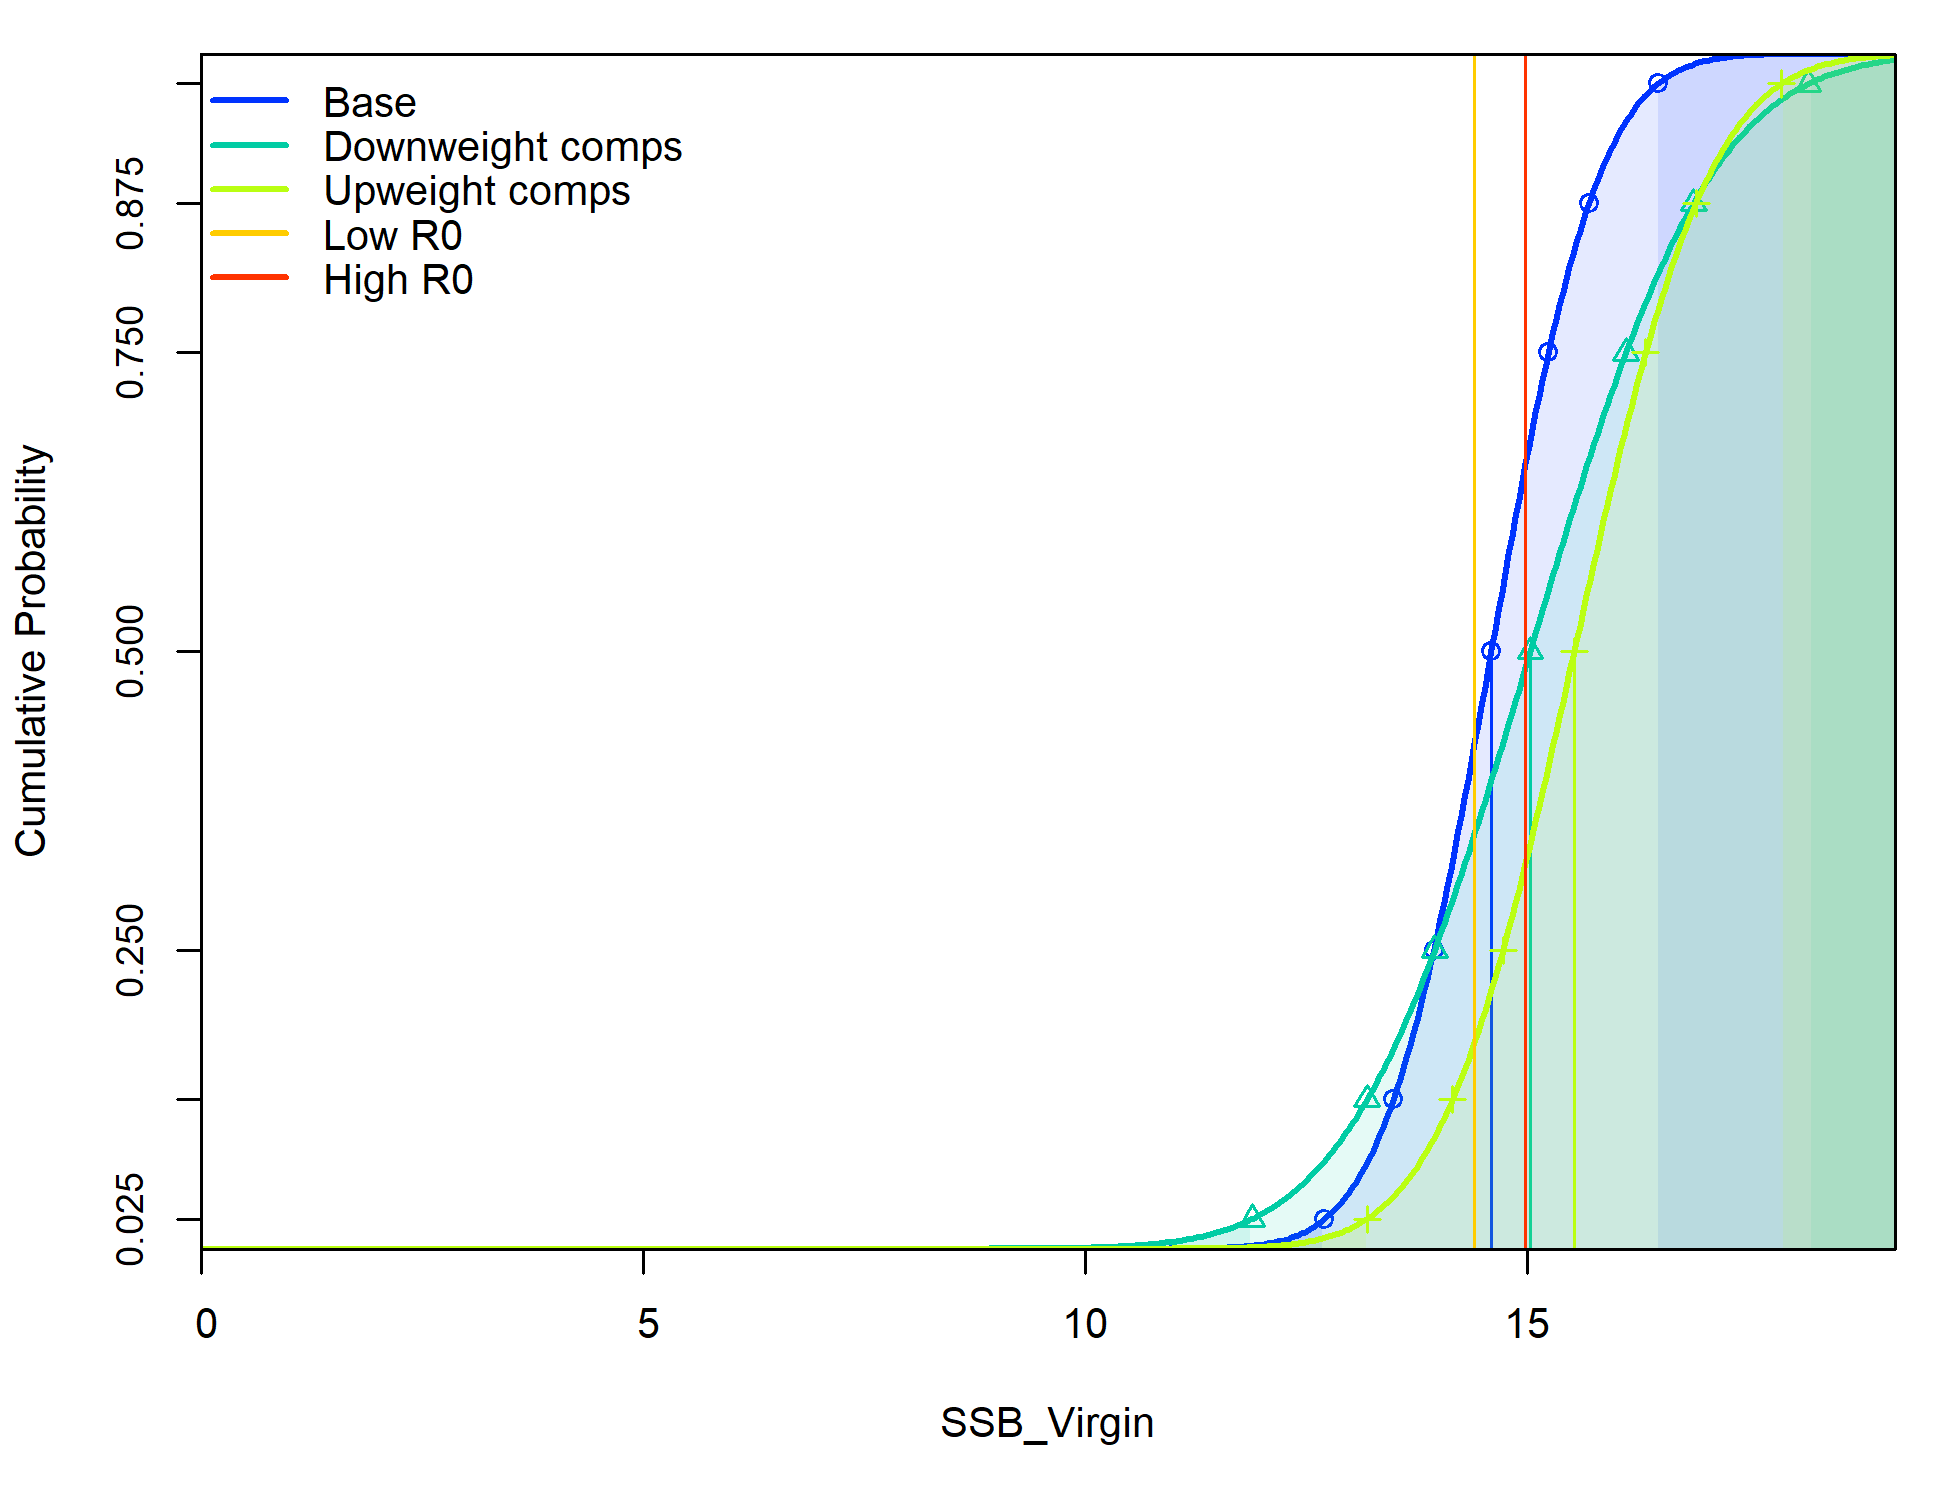 Base
Downweight comps
Upweight comps
Low R0
High R0
Cumulative Probability
0.875
0.750
0.500
0.250
0.025
0 5 10 15
SSB_Virgin